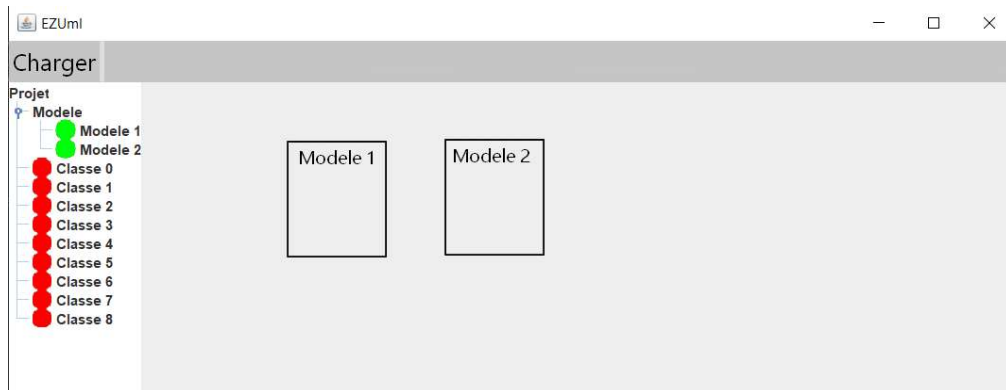 EZUml
Charger
Projet
Modele
Modele 1
Modele 2
Classe 0
Classe 1
Classe 2
Classe 3
Classe 4
Classe 5
Classe 6
Classe 7
Classe 8
Modele 1
Modele 2